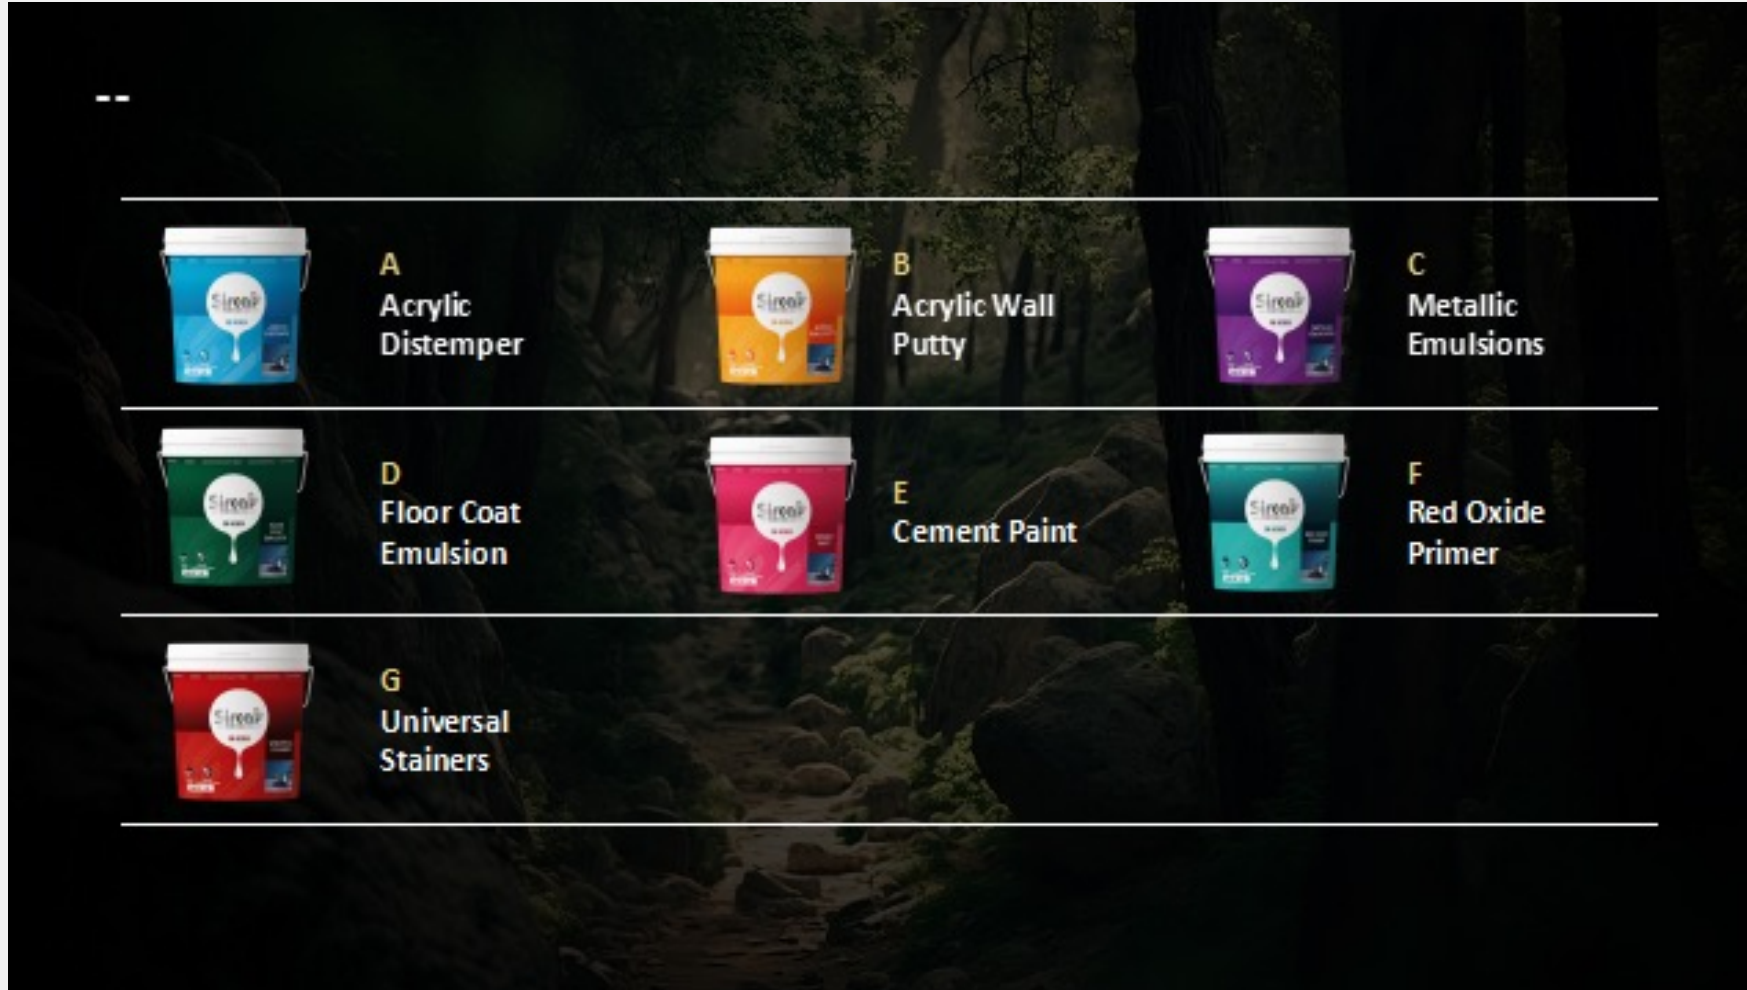 --
A
Acrylic
Distemper
B
Acrylic Wall
Putty
C
Metallic
Emulsions
D
Floor Coat
Emulsion
E
Cement Paint
F
Red Oxide
Primer
G
Universal
Stainers